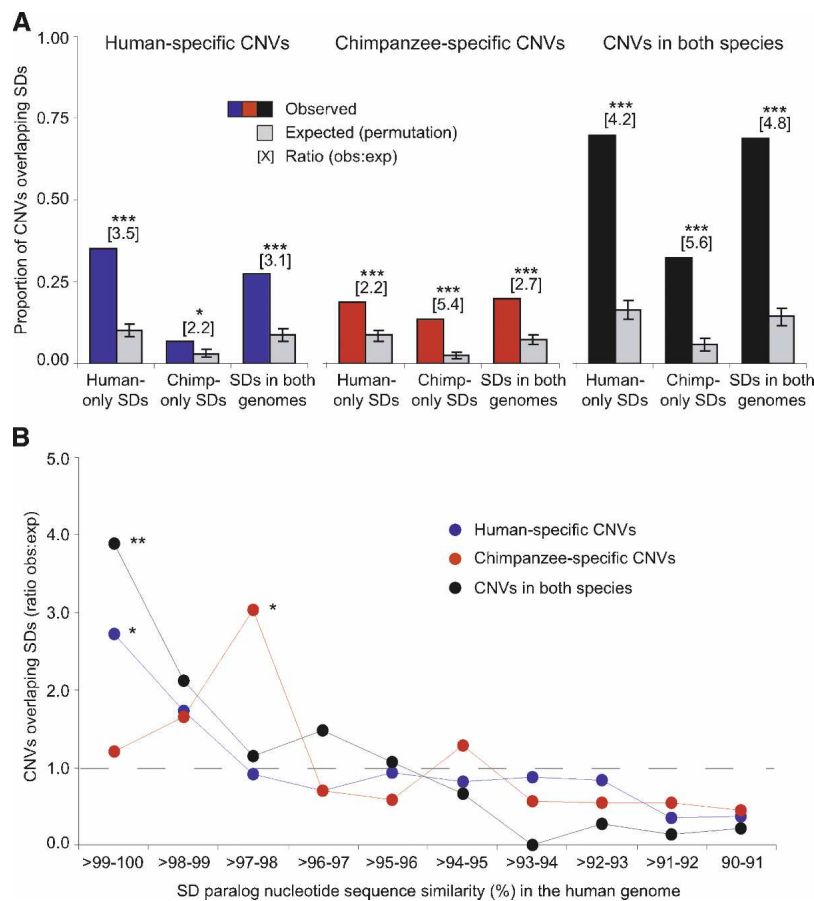 A
Proportion of CNVs overlapping SDs
1.00
0.75
0.50
0.25
0.00
Human-specific CNVs
Chimpanzee-specific CNVs
CNVs in both species
Observed
Expected (permutation)
[X] Ratio (obs:exp)
***
[3.5]
*
[2.2]
***
[3.1]
***
[2.2]
***
[5.4]
***
[2.7]
***
[4.2]
***
[5.6]
***
[4.8]
Human-
only SDs
Chimp-
only SDs
SDs in both
genomes
Human-
only SDs
Chimp-
only SDs
SDs in both
genomes
Human-
only SDs
Chimp-
only SDs
SDs in both
genomes
B
CNVs overlaping SDs (ratio obs:exp)
5.0
4.0
3.0
2.0
1.0
0.0
**
*
*
Human-specific CNVs
Chimpanzee-specific CNVs
CNVs in both species
>99-100 >98-99 >97-98 >96-97 >95-96 >94-95 >93-94 >92-93 >91-92 90-91
SD paralog nucleotide sequence similarity (%) in the human genome